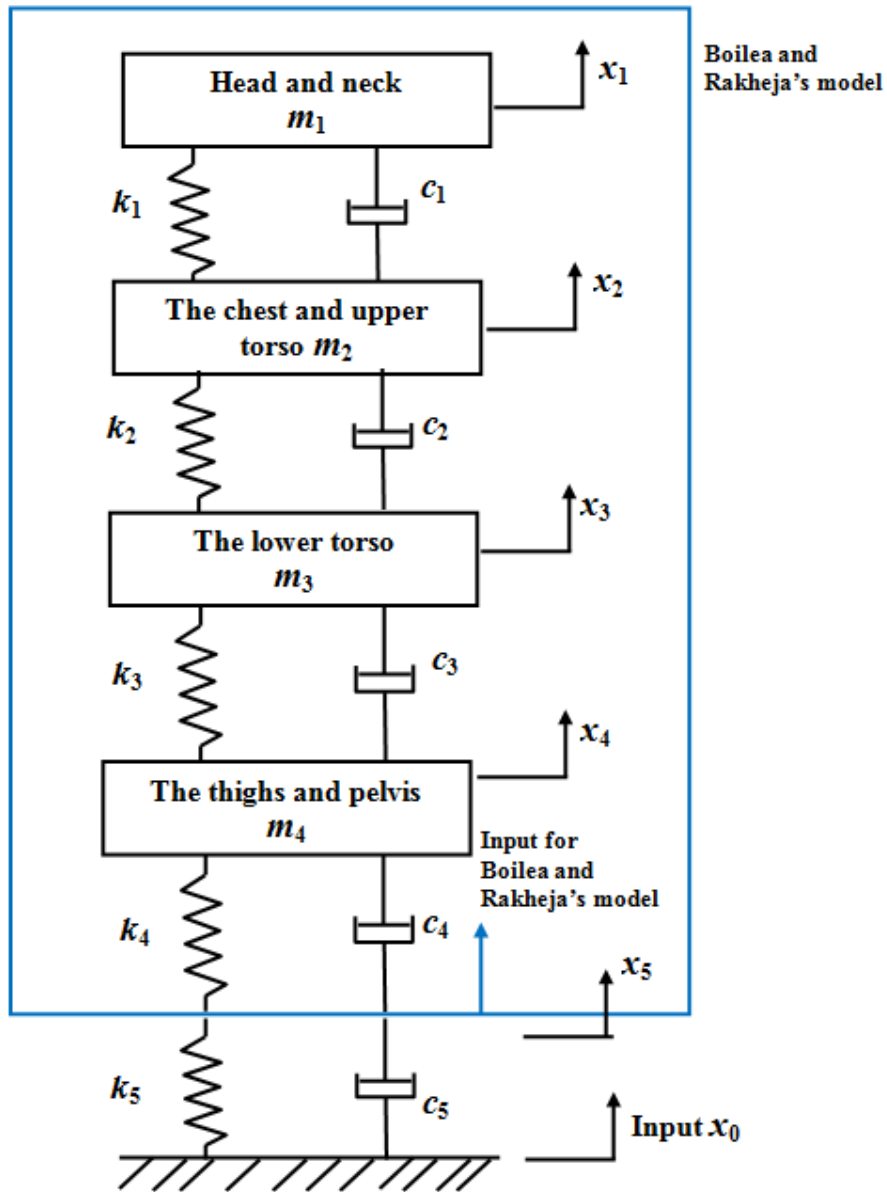 Boilea and
Rakheja's model
Head and neck
m1
x1
k1
c1
x2
The chest and upper
torso m2
k2
c2
x3
The lower torso
m3
k3
c3
x4
The thighs and pelvis
m4
Input for
Boilea and
Rakheja's model
k4
c4
x5
k5
c5
Input x0